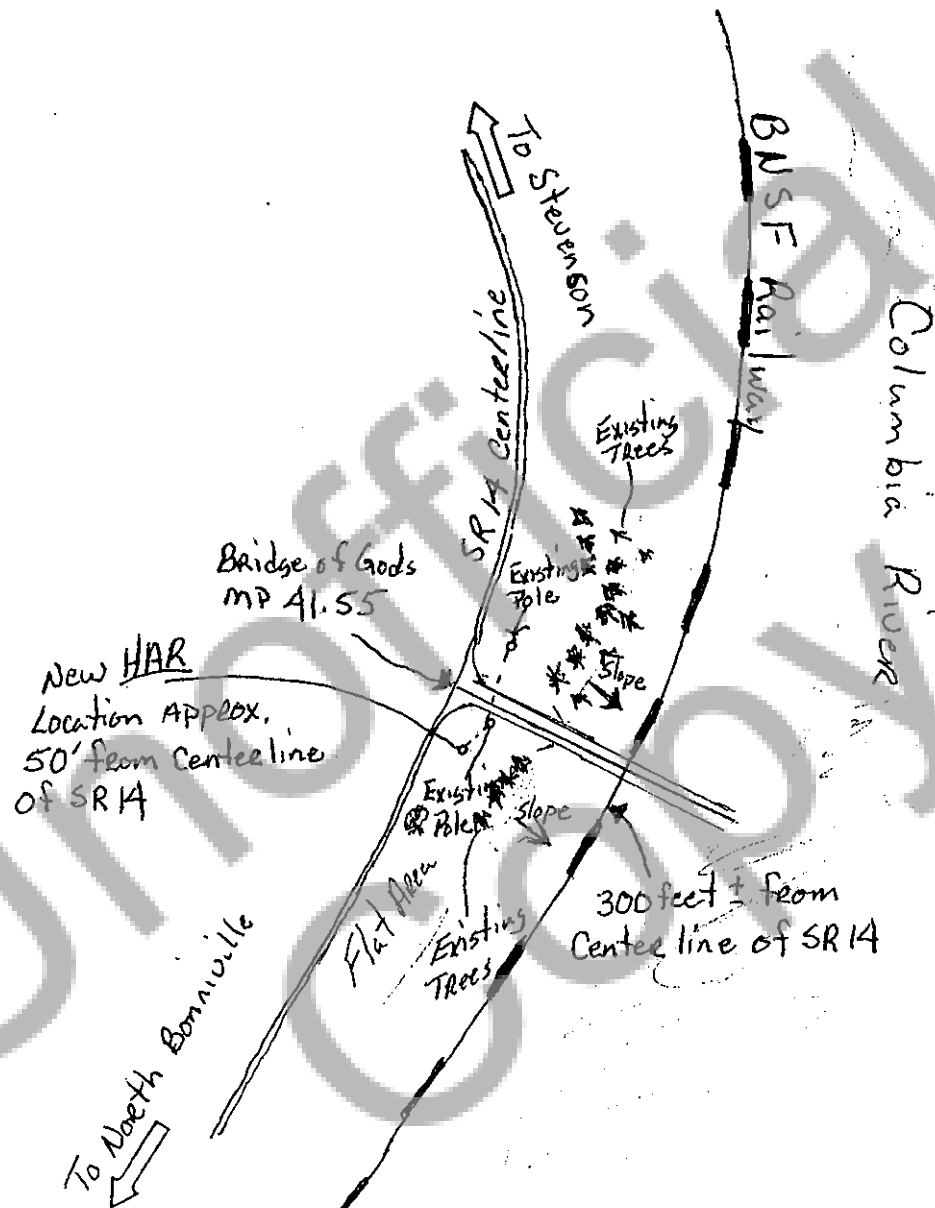 BNSF Railway
Columbia River
To Stevenson
SR 14 Centerline
Existing
Trees
Bridge of Gods
MP 41.55
Existing
Pole
Slope
New HAR
Location Approx.
50' from Centerline
of SR 14
Existing
Pole
Slope
Flat Area
Existing
Trees
300 feet ± from
Center line of SR 14
To North Bonniville
Unofficial
Copy